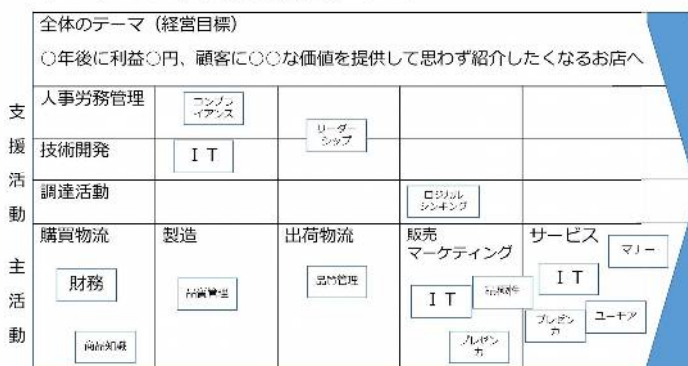 全体のテーマ（経営目標）
○年後に利益○円、顧客に○○な価値を提供して思わず紹介したくなるお店へ
支援活動
人事労務管理
コンプラ
イアンス
リーダー
シップ
技術開発
ＩＴ
調達活動
ロジカル
シンキング
主活動
購買物流
財務
商品知識
製造
品質管理
出荷物流
品質管理
販売
マーケティング
ＩＴ
プレゼン
力
サービス
マナー
ＩＴ
プレゼン
力
ユーモア